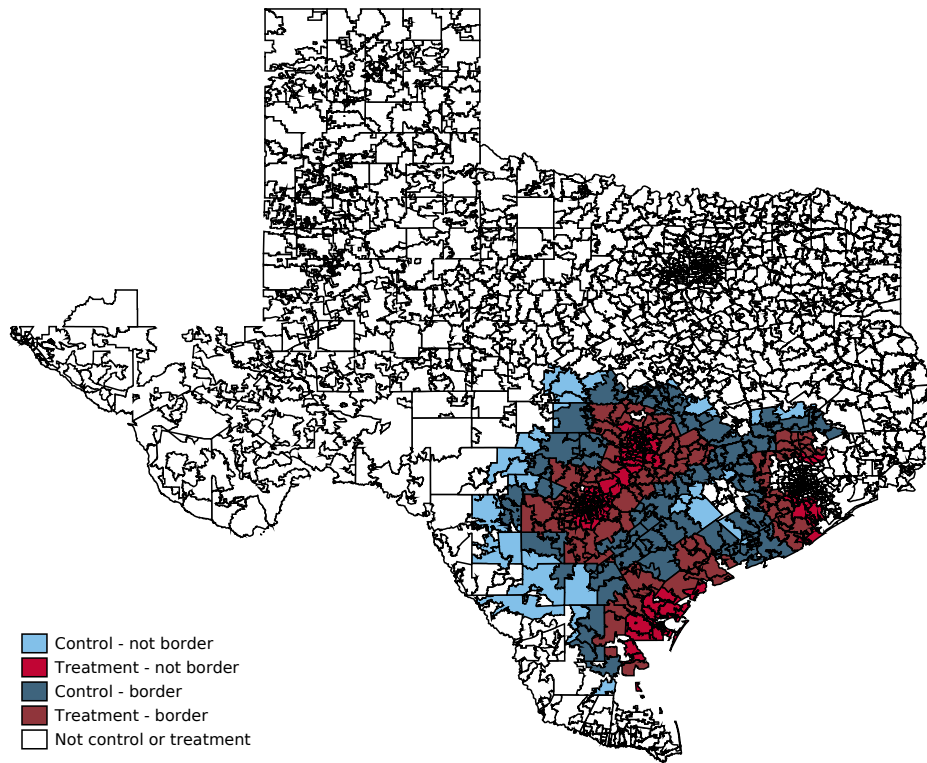 Control - not border
Treatment - not border
Control - border
Treatment - border
Not control or treatment